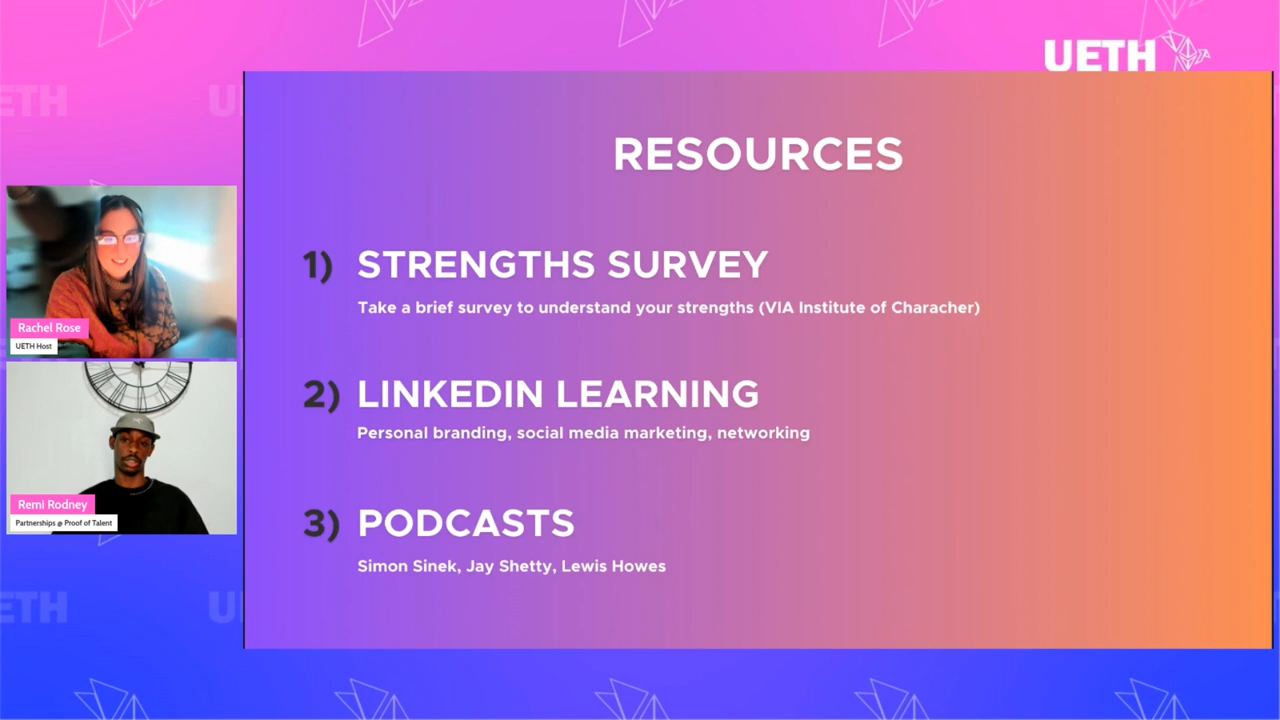 UETH
ETH
RESOURCES
1) STRENGTHS SURVEY
Take a brief survey to understand your strengths (VIA Institute of Characher)
2) LINKEDIN LEARNING
Personal branding, social media marketing, networking
3) PODCASTS
Simon Sinek, Jay Shetty, Lewis Howes
Rachel Rose
UETH Host
Remi Rodney
Partnerships @ Proof of Talent
ETH